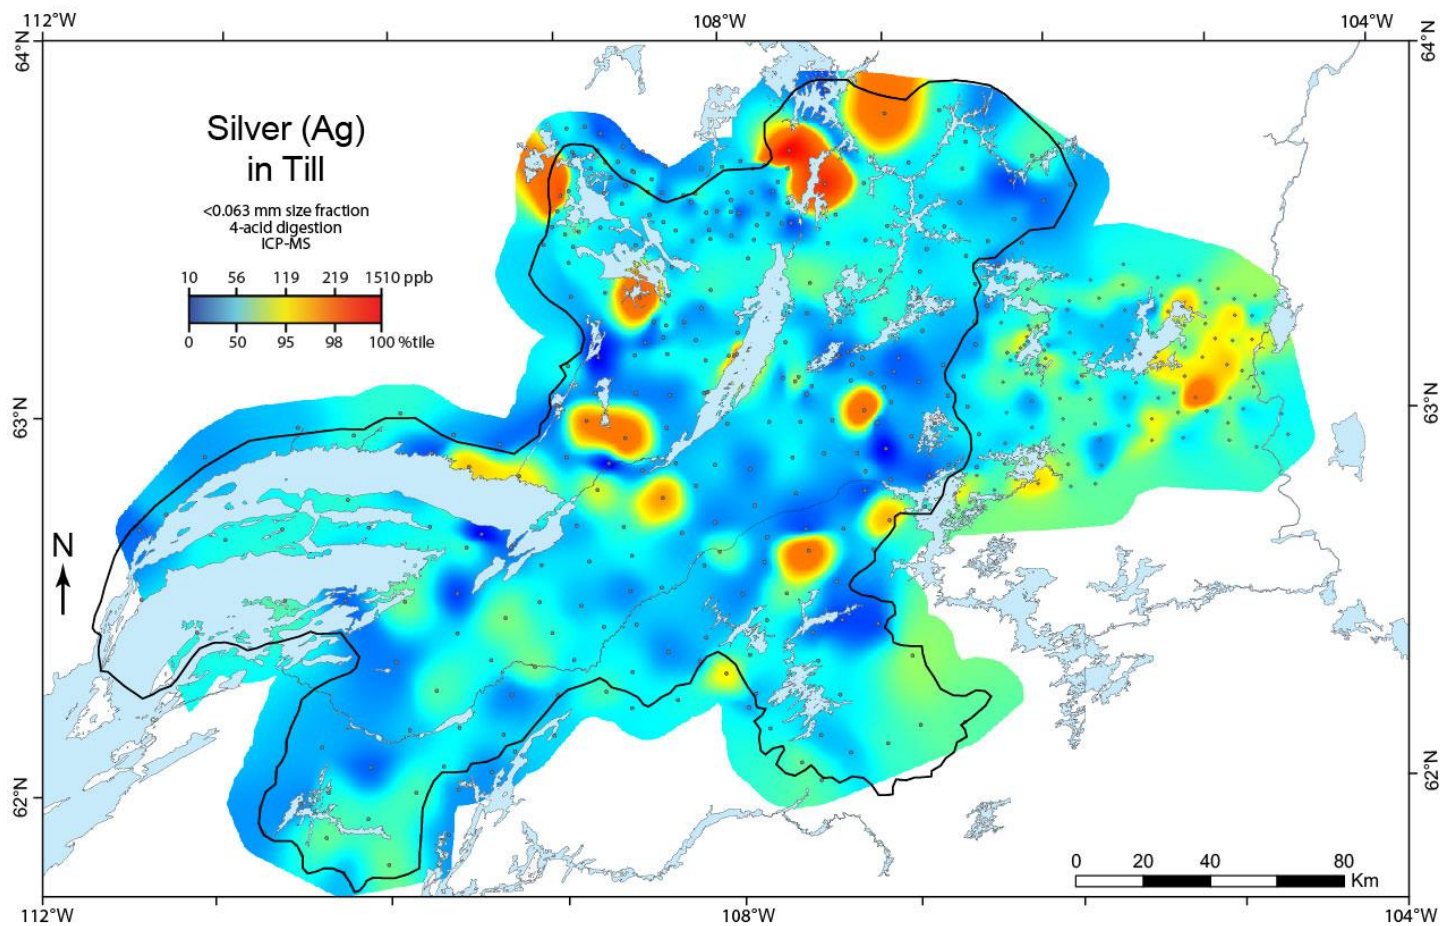 112°W
108°W
104°W
64°N
64°N
Silver (Ag)
in Till
<0.063 mm size fraction
4-acid digestion
ICP-MS
10 56 119 219 1510 ppb
0 50 95 98 100 %tile
63°N
63°N
N
62°N
62°N
0 20 40 80
Km
112°W
108°W
104°W